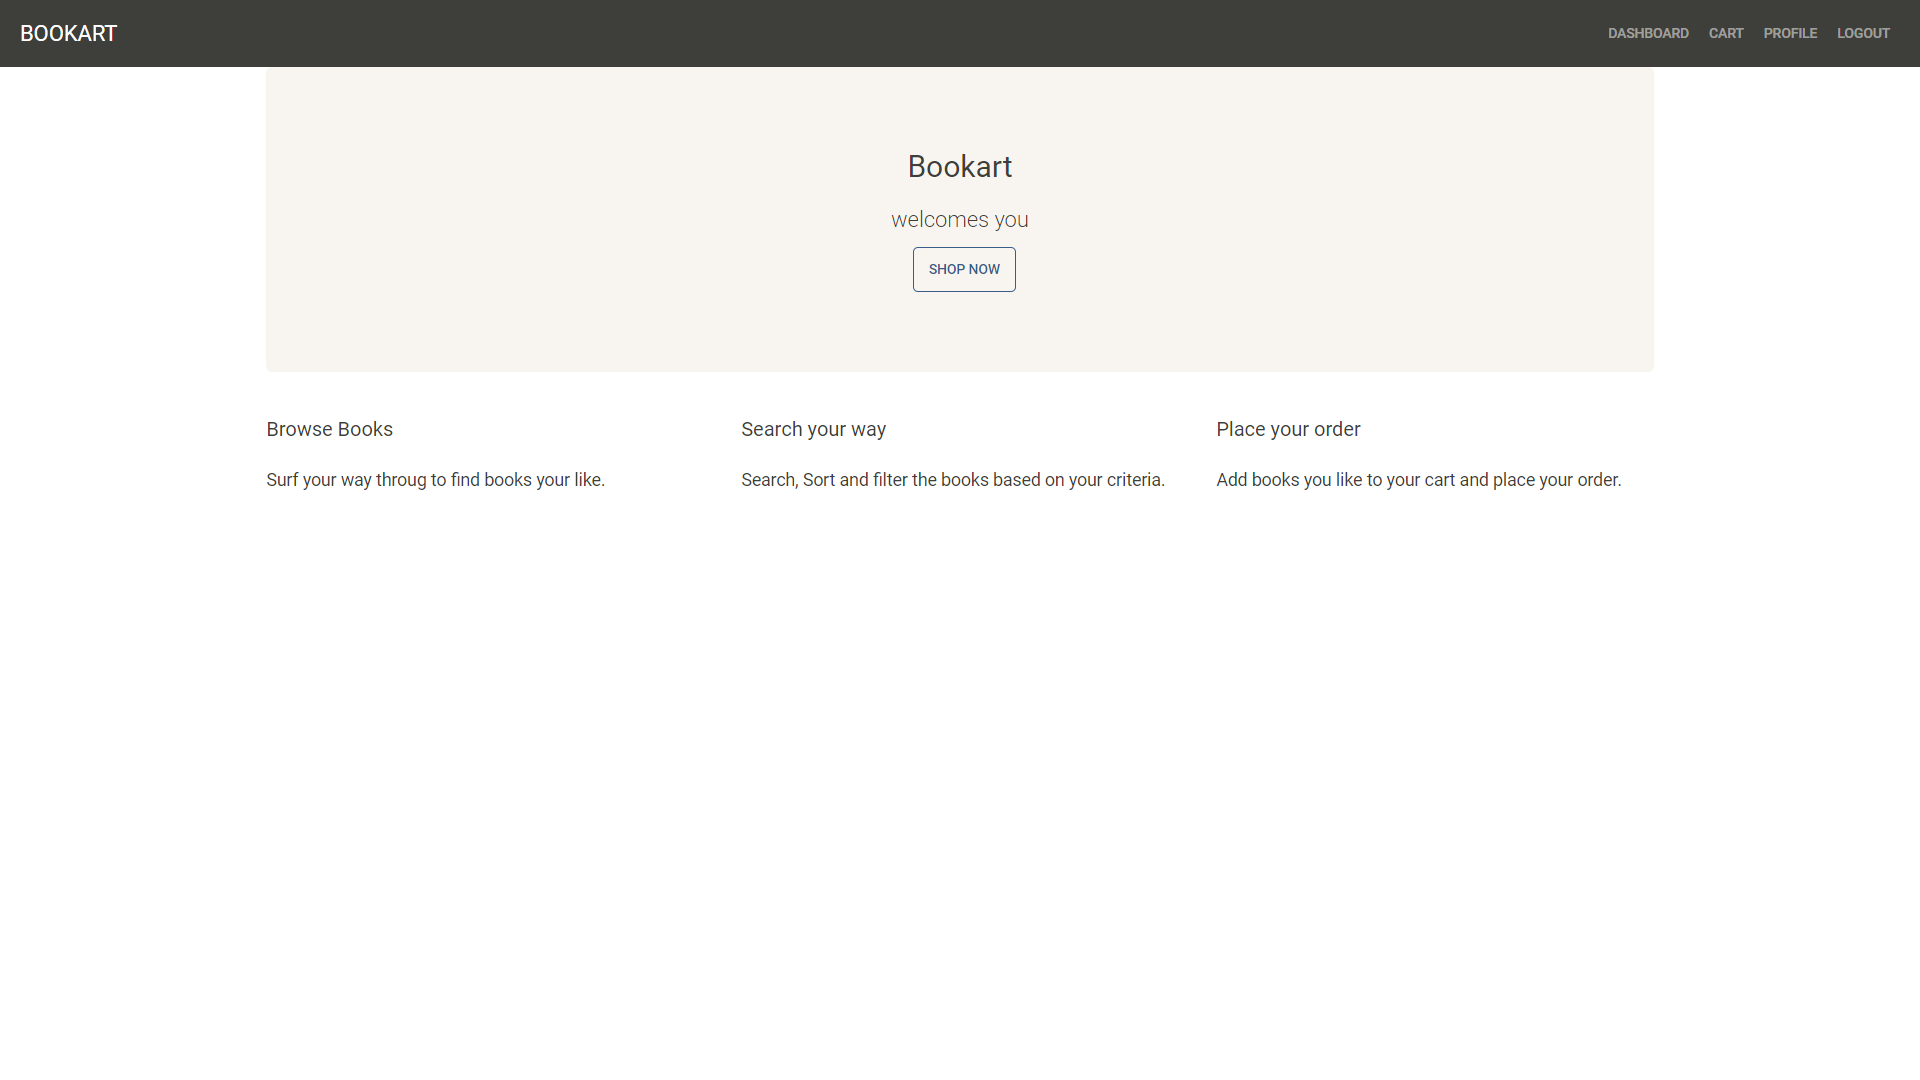 BOOKART
DASHBOARD CART PROFILE LOGOUT
Bookart
welcomes you
SHOP NOW
Browse Books
Surf your way throug to find books your like.
Search your way
Search, Sort and filter the books based on your criteria.
Place your order
Add books you like to your cart and place your order.